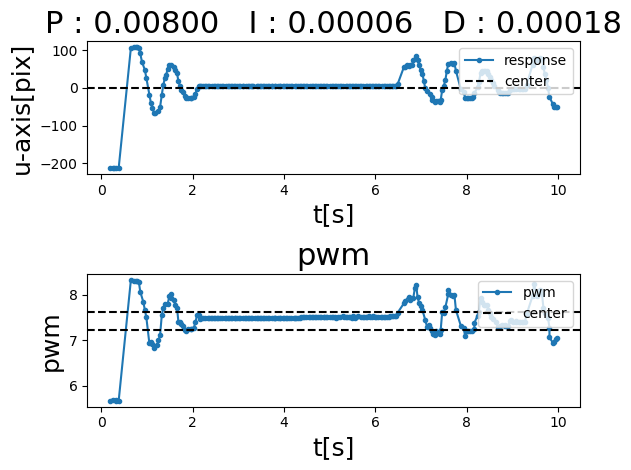 P : 0.00800 I : 0.00006 D : 0.00018
u-axis[pix]
100
0
−100
−200
response
center
0 2 4 6 8 10
t[s]
pwm
pwm
8
7
6
pwm
center
0 2 4 6 8 10
t[s]